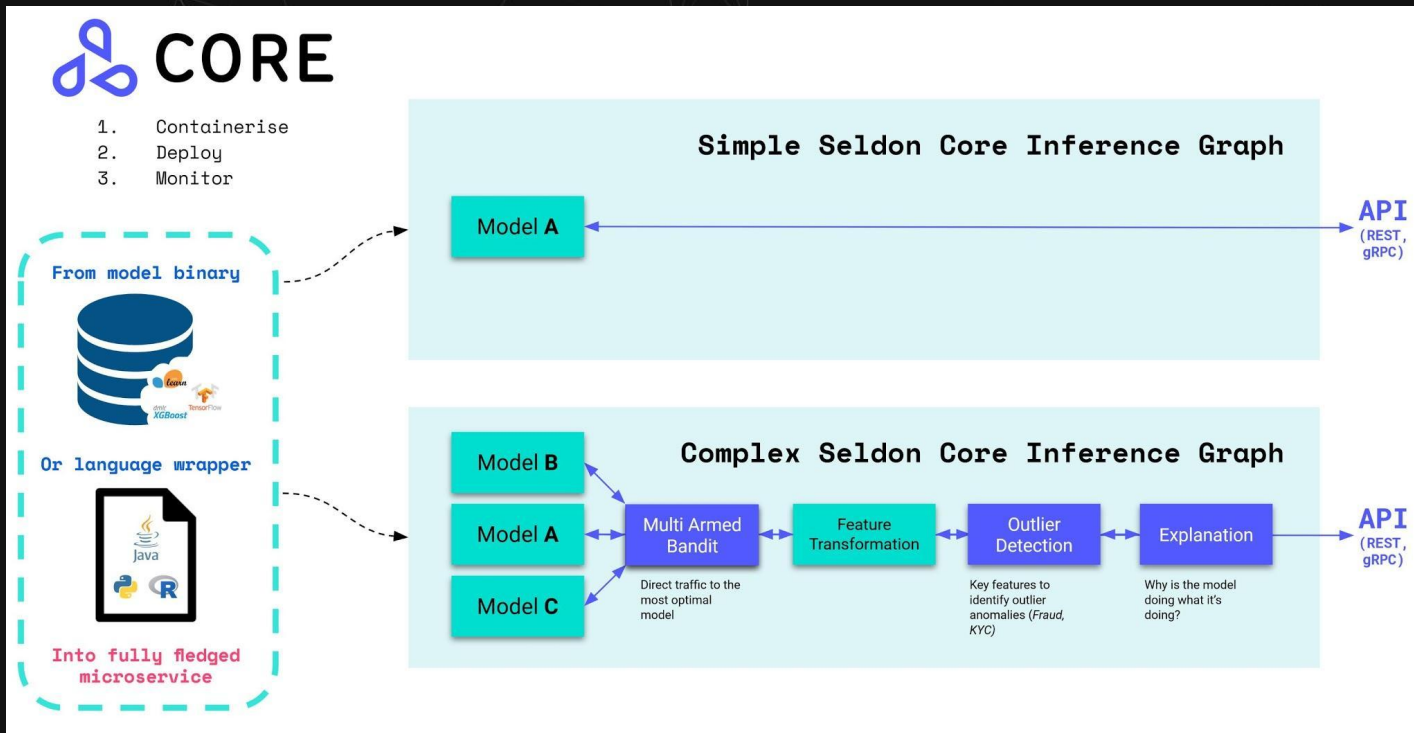 CORE
1. Containerise
2. Deploy
3. Monitor
From model binary
learn
dmlc
XGBoost
TensorFlow
Or language wrapper
Java
R
Into fully fledged
microservice
Simple Seldon Core Inference Graph
Model A
API
(REST,
gRPC)
Complex Seldon Core Inference Graph
Model B
Model A
Model C
Multi Armed
Bandit
Direct traffic to the
most optimal
model
Feature
Transformation
Outlier
Detection
Key features to
identify outlier
anomalies (Fraud,
KYC)
Explanation
Why is the model
doing what it's
doing?
API
(REST,
gRPC)